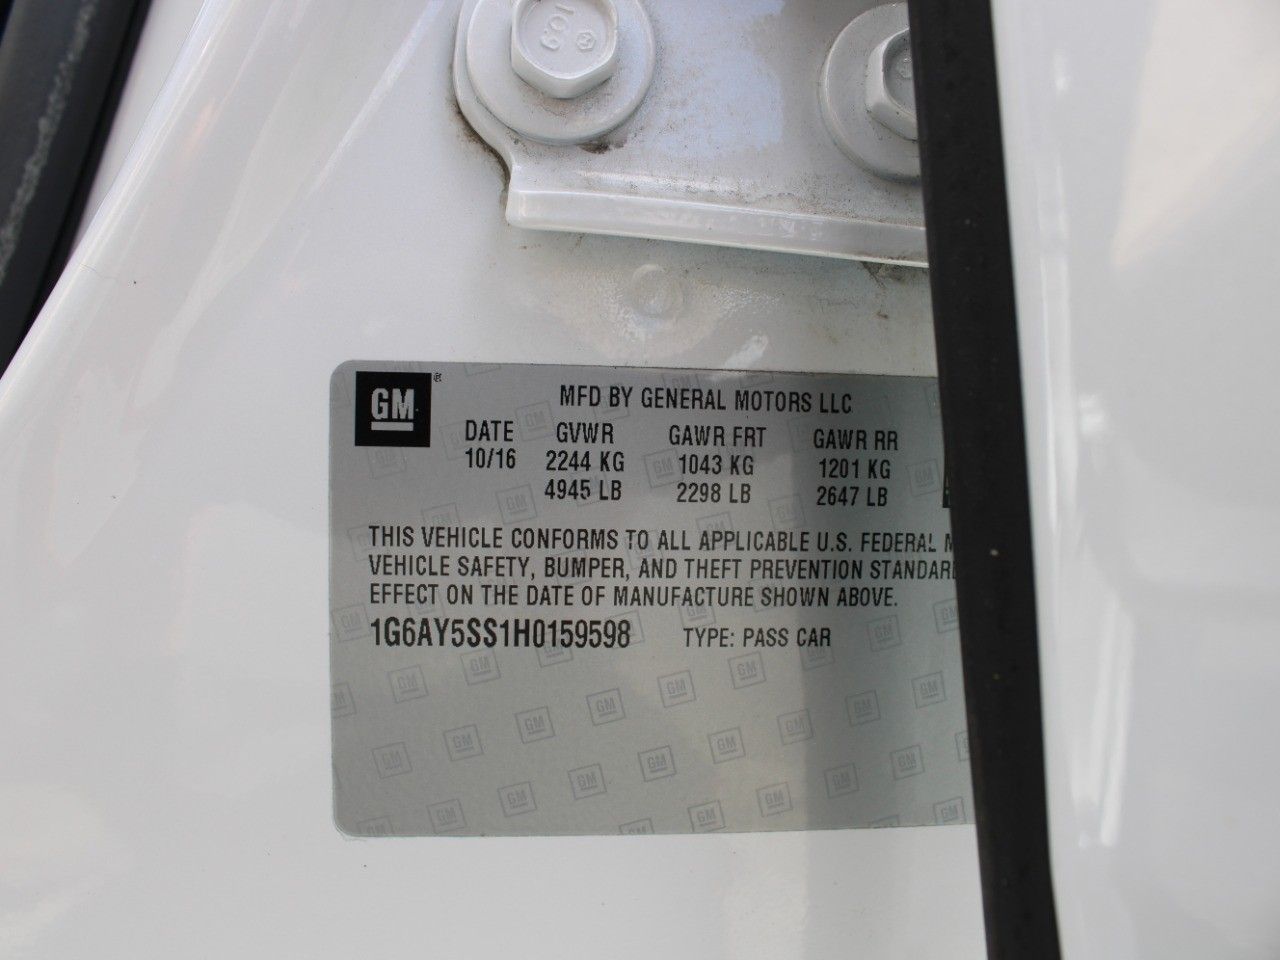 109
GM®
MFD BY GENERAL MOTORS LLC
DATE GVWR GAWR FRT GAWR RR
10/16 2244 KG 1043 KG 1201 KG
4945 LB 2298 LB 2647 LB
THIS VEHICLE CONFORMS TO ALL APPLICABLE U.S. FEDERAL
VEHICLE SAFETY, BUMPER, AND THEFT PREVENTION STANDAR
EFFECT ON THE DATE OF MANUFACTURE SHOWN ABOVE.
1G6AY5SS1H0159598 TYPE: PASS CAR